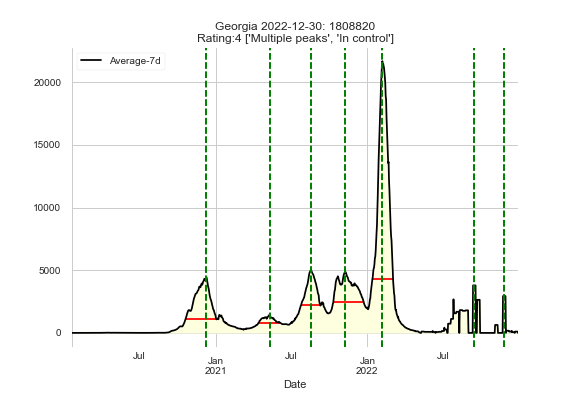 Georgia 2022-12-30: 1808820
Rating:4 ['Multiple peaks', 'In control']
Average-7d
20000
15000
10000
5000
0
Jul
Jan
2021
Jul
Jan
2022
Jul
Date